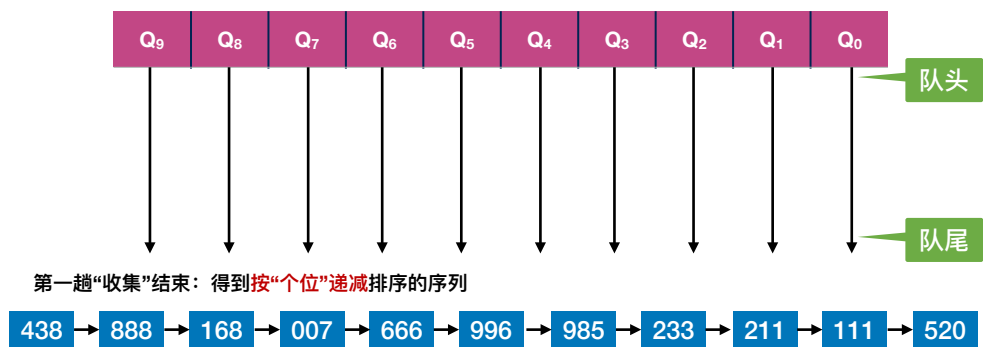 Q₉ Q₈ Q₇ Q₆ Q₅ Q₄ Q₃ Q₂ Q₁ Q₀
队头
队尾
第一趟“收集”结束：得到按“个位”递减排序的序列
438 888 168 007 666 996 985 233 211 111 520